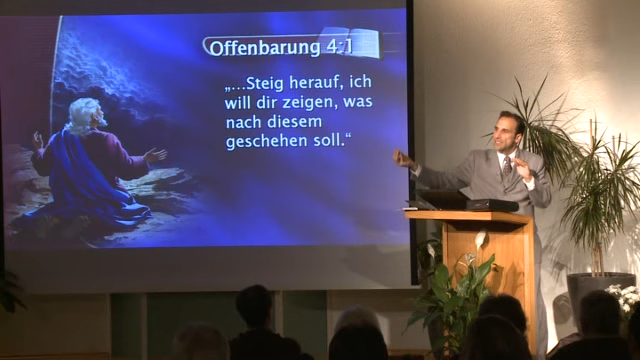 Offenbarung 4:1
„...Steig herauf, ich
will dir zeigen, was
nach diesem
geschehen soll.“